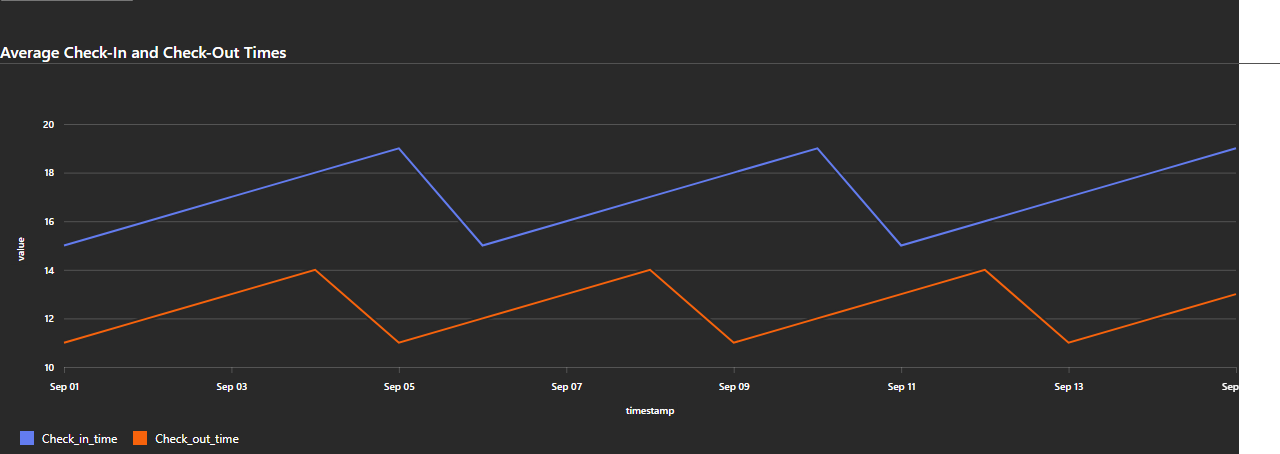 Average Check-In and Check-Out Times
20
18
16
14
12
10
value
Sep 01 Sep 03 Sep 05 Sep 07 Sep 09 Sep 11 Sep 13 Sep
timestamp
Check_in_time Check_out_time